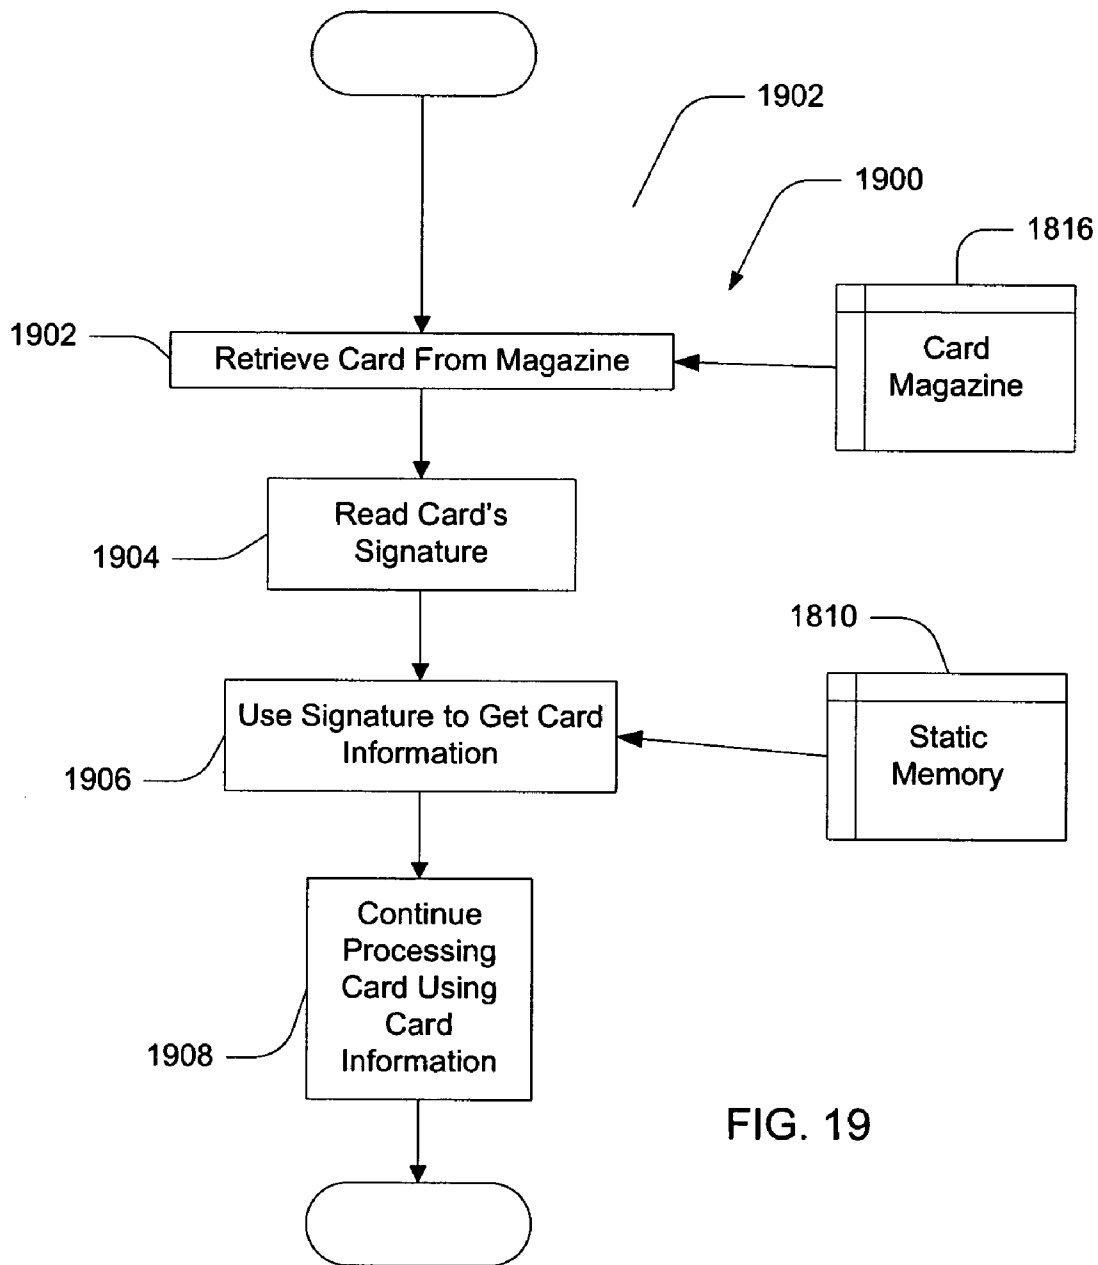 1902
1900
1816
1902
Retrieve Card From Magazine
Card
Magazine
Read Card's
Signature
1904
1810
Use Signature to Get Card
Information
1906
Static
Memory
Continue
Processing
Card Using
Card
Information
1908
FIG. 19